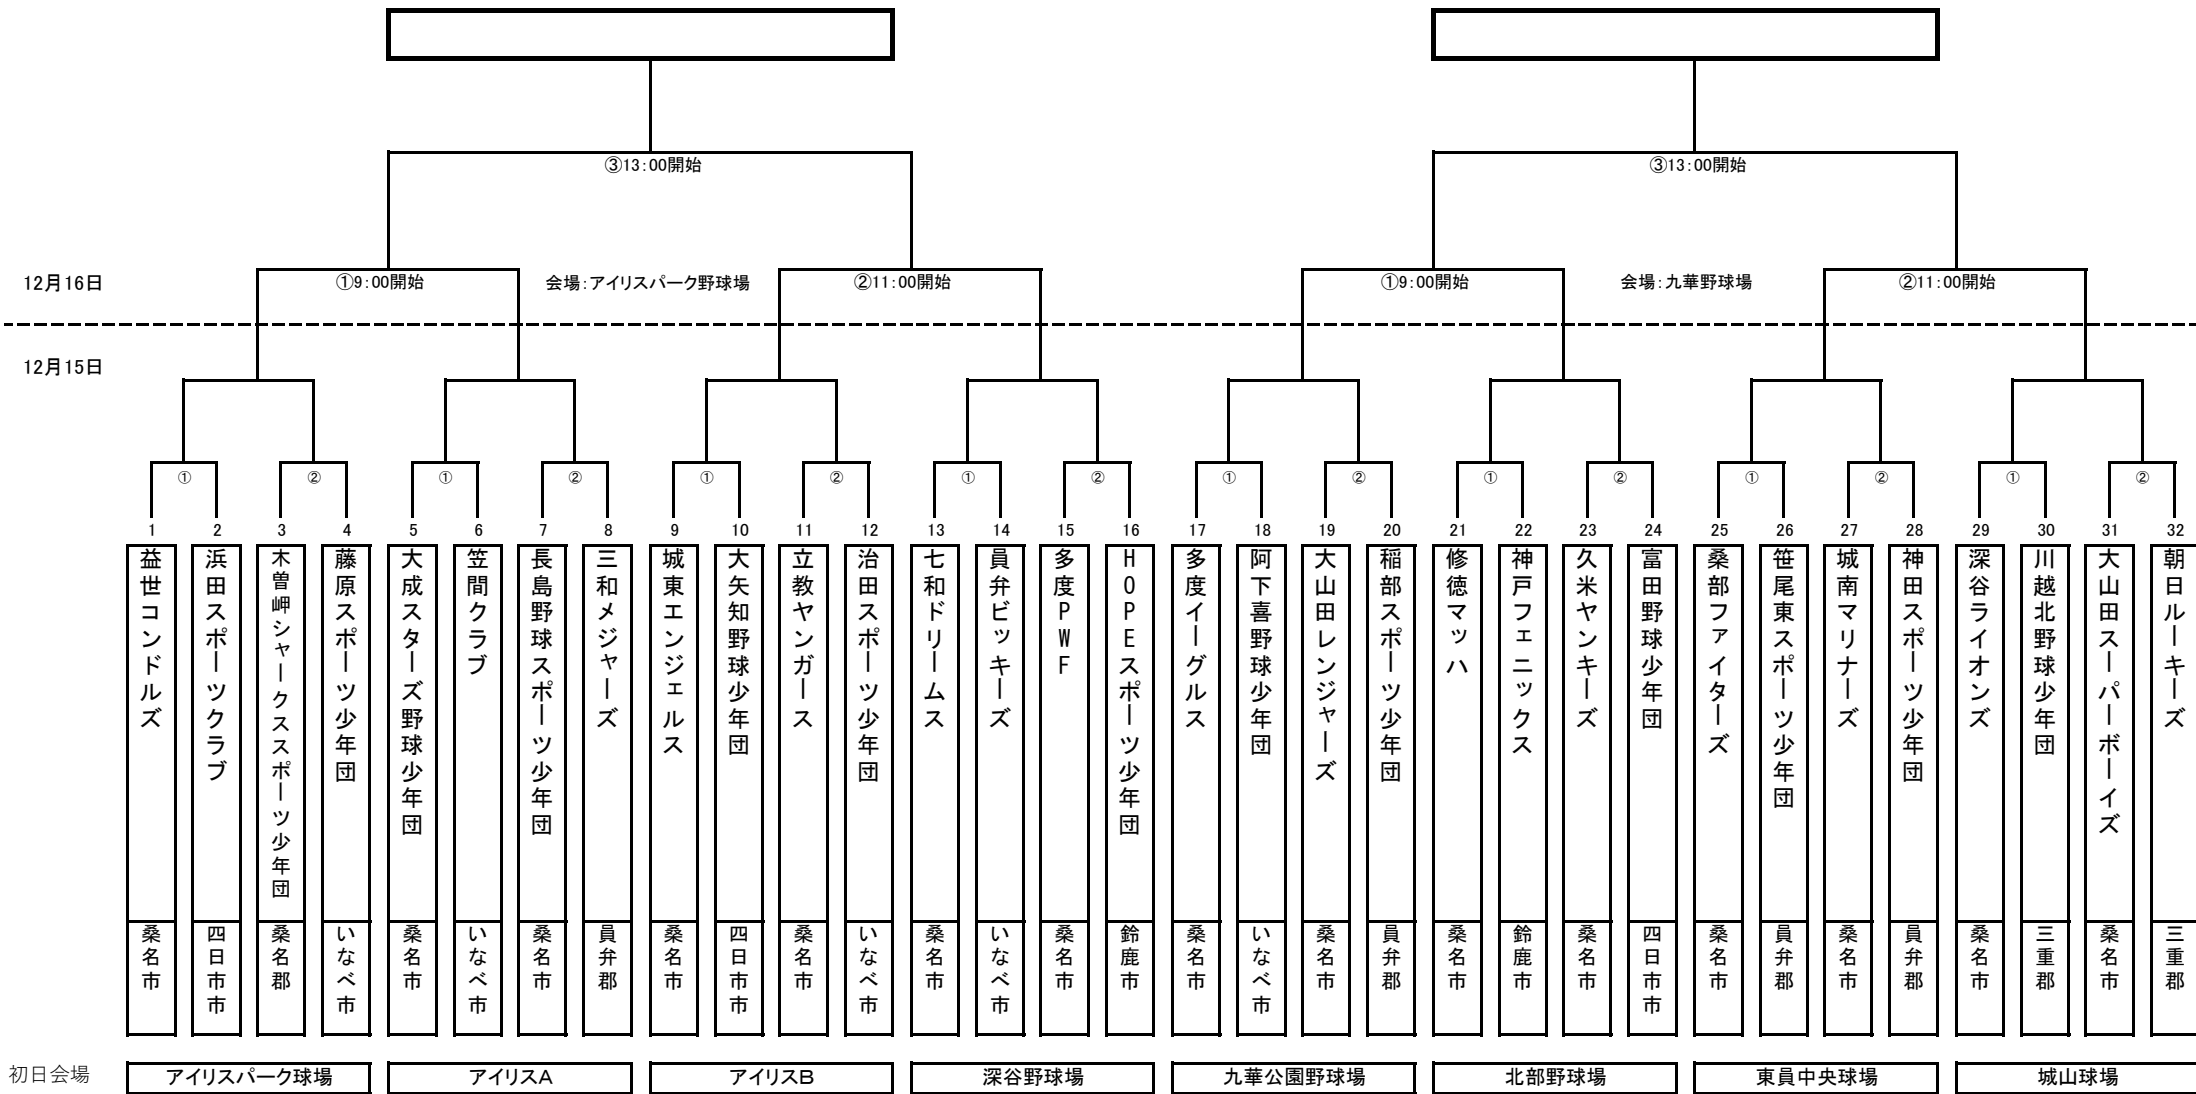 ③13:00開始
③13:00開始
12月16日
①9:00開始
会場:アイリスパーク野球場
②11:00開始
①9:00開始
会場:九華野球場
②11:00開始
12月15日
① ② ① ② ① ② ① ② ① ② ① ② ① ② ① ②
1 2 3 4 5 6 7 8 9 10 11 12 13 14 15 16 17 18 19 20 21 22 23 24 25 26 27 28 29 30 31 32
益世コンドルズ
浜田スポーツクラブ
木曽岬シャークススポーツ少年団
藤原スポーツ少年団
大成スターズ野球少年団
笠間クラブ
長島野球スポーツ少年団
三和メジャーズ
城東エンジェルス
大矢知野球少年団
立教ヤンガース
治田スポーツ少年団
七和ドリームス
員弁ビッキーズ
多度PWF
HOPEスポーツ少年団
多度イーグルス
阿下喜野球少年団
大山田レンジャーズ
稲部スポーツ少年団
修徳マッハ
神戸フェニックス
久米ヤンキーズ
富田野球少年団
桑部ファイターズ
笹尾東スポーツ少年団
城南マリナーズ
神田スポーツ少年団
深谷ライオンズ
川越北野球少年団
大山田スーパーボーイズ
朝日ルーキーズ
桑名市
四日市市
桑名郡
いなべ市
桑名市
いなべ市
桑名市
員弁郡
桑名市
四日市市
桑名市
いなべ市
桑名市
いなべ市
桑名市
鈴鹿市
桑名市
いなべ市
桑名市
員弁郡
桑名市
鈴鹿市
桑名市
四日市市
桑名市
員弁郡
桑名市
員弁郡
桑名市
三重郡
桑名市
三重郡
初日会場
アイリスパーク球場
アイリスA
アイリスB
深谷野球場
九華公園野球場
北部野球場
東員中央球場
城山球場